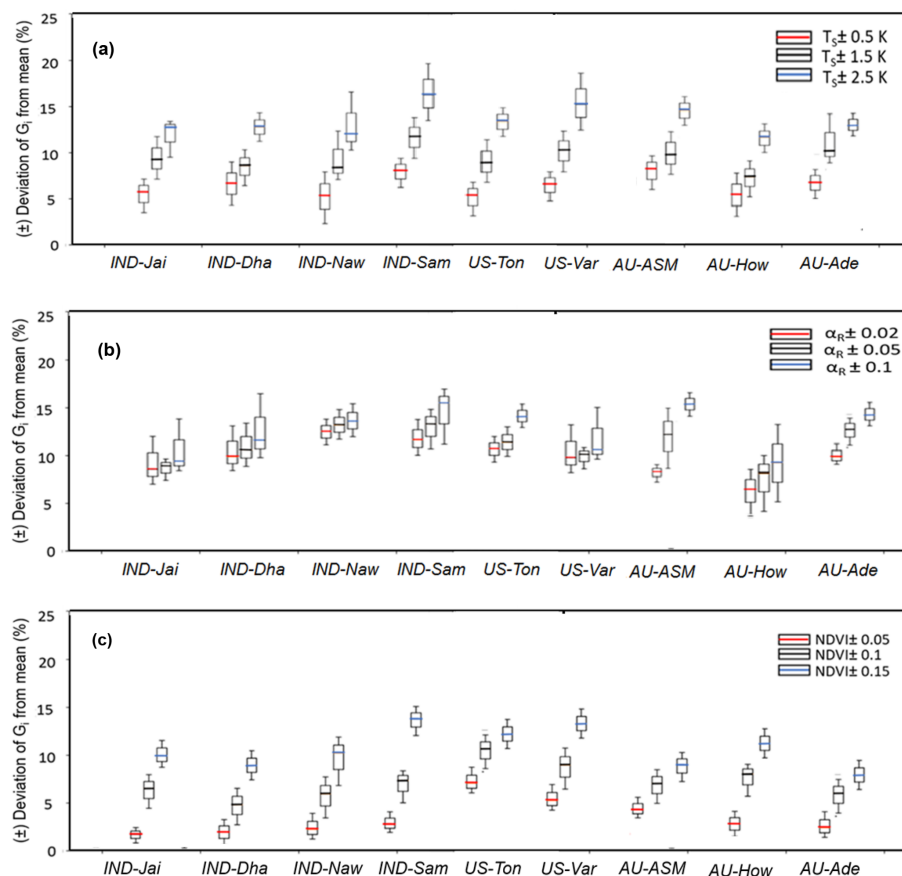 (a)
(±) Deviation of Gᵢ from mean (%)
25
20
15
10
5
0
T_S± 0.5 K
T_S± 1.5 K
T_S± 2.5 K
IND-Jai IND-Dha IND-Naw IND-Sam US-Ton US-Var AU-ASM AU-How AU-Ade
(b)
(±) Deviation of Gᵢ from mean (%)
25
20
15
10
5
0
α_R± 0.02
α_R± 0.05
α_R± 0.1
IND-Jai IND-Dha IND-Naw IND-Sam US-Ton US-Var AU-ASM AU-How AU-Ade
(c)
(±) Deviation of Gᵢ from mean (%)
25
20
15
10
5
0
NDVI± 0.05
NDVI± 0.1
NDVI± 0.15
IND-Jai IND-Dha IND-Naw IND-Sam US-Ton US-Var AU-ASM AU-How AU-Ade